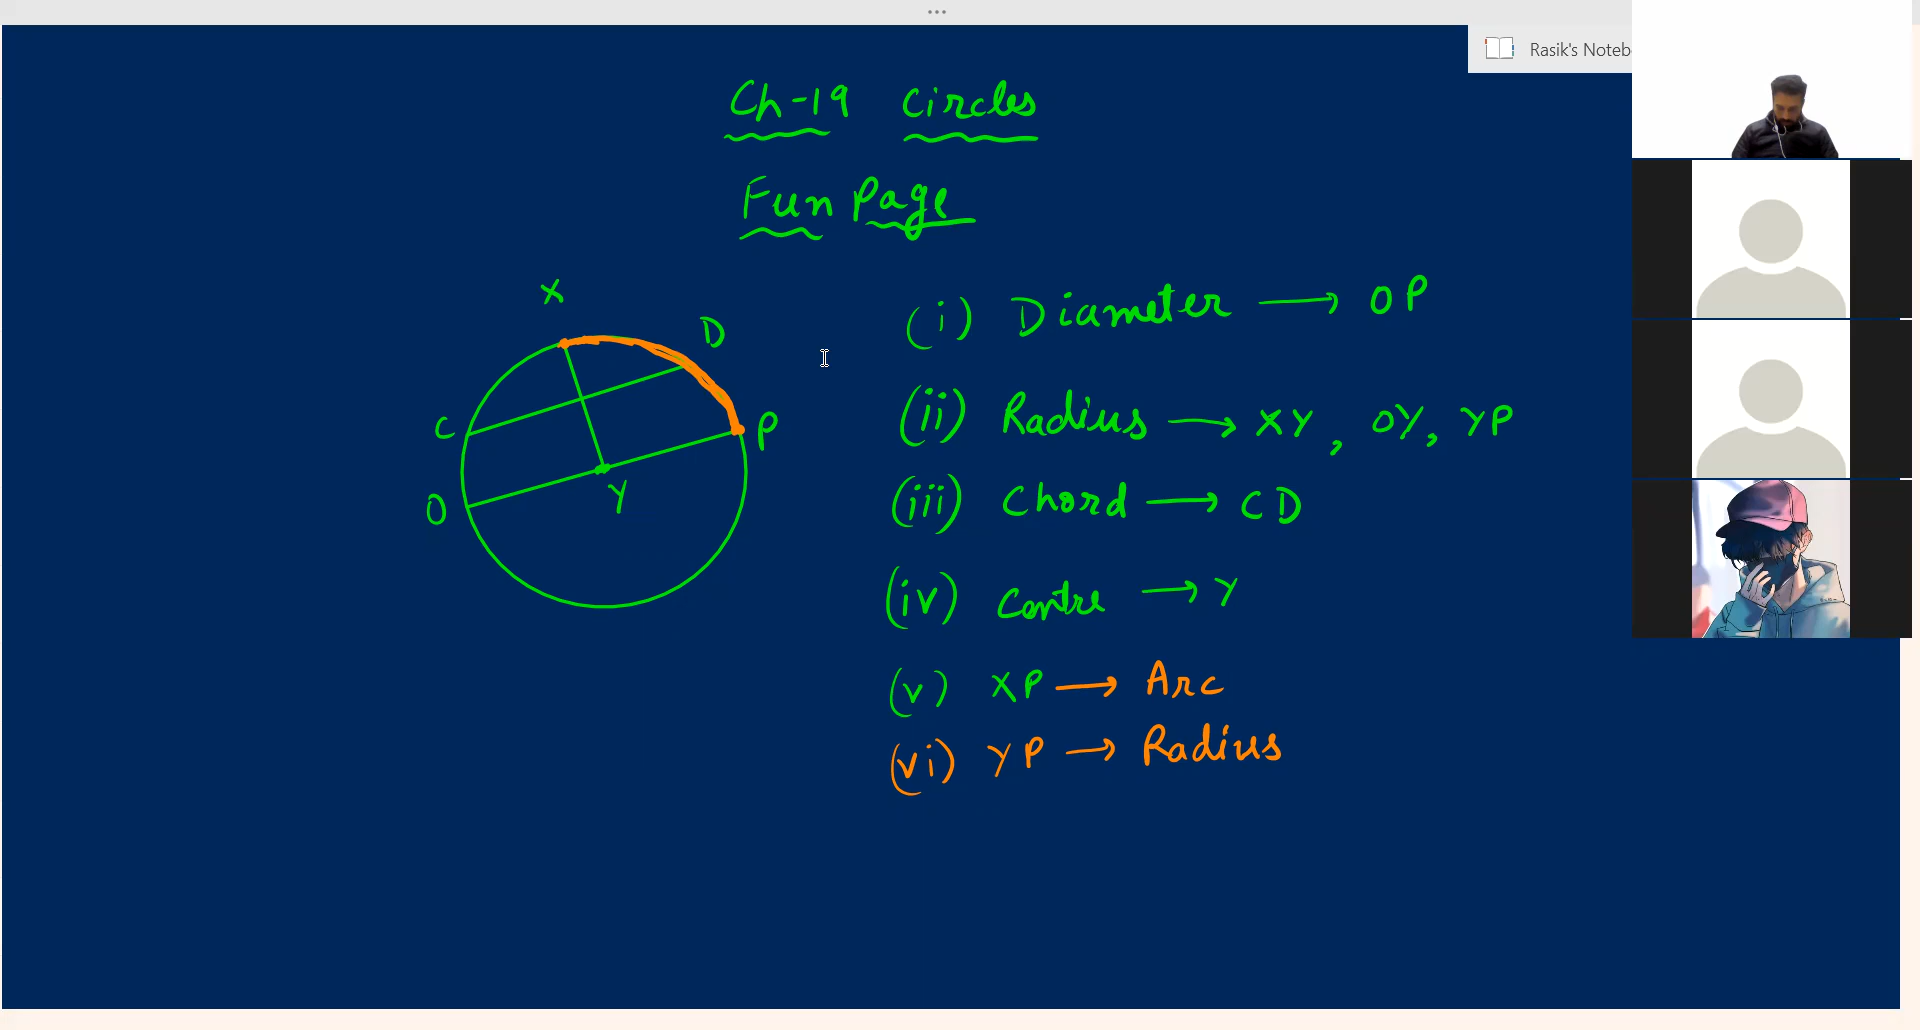 Rasik's Noteb
Ch-19 Circles
Fun Page
X
D
C
P
O
Y
(i) Diameter → OP
(ii) Radius → XY, OY, YP
(iii) Chord → CD
(iv) Centre → Y
(v) XP → Arc
(vi) YP → Radius